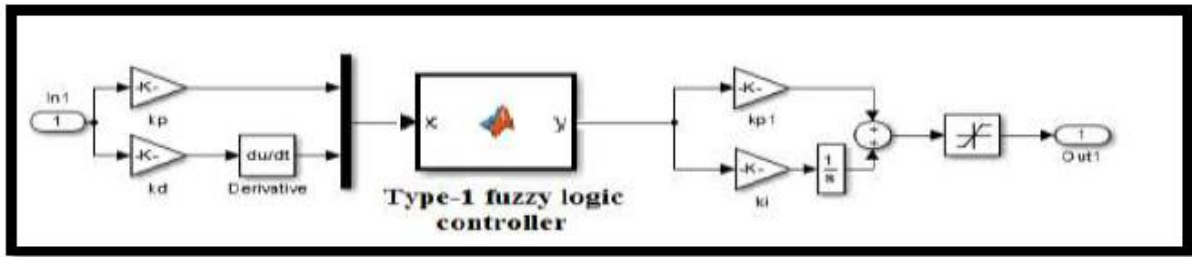 In1
1
-K-
kp
-K-
kd
du/dt
Derivative
x
y
Type-1 fuzzy logic
controller
-K-
kp1
-K-
ki
1
s
+
+
1
Out1